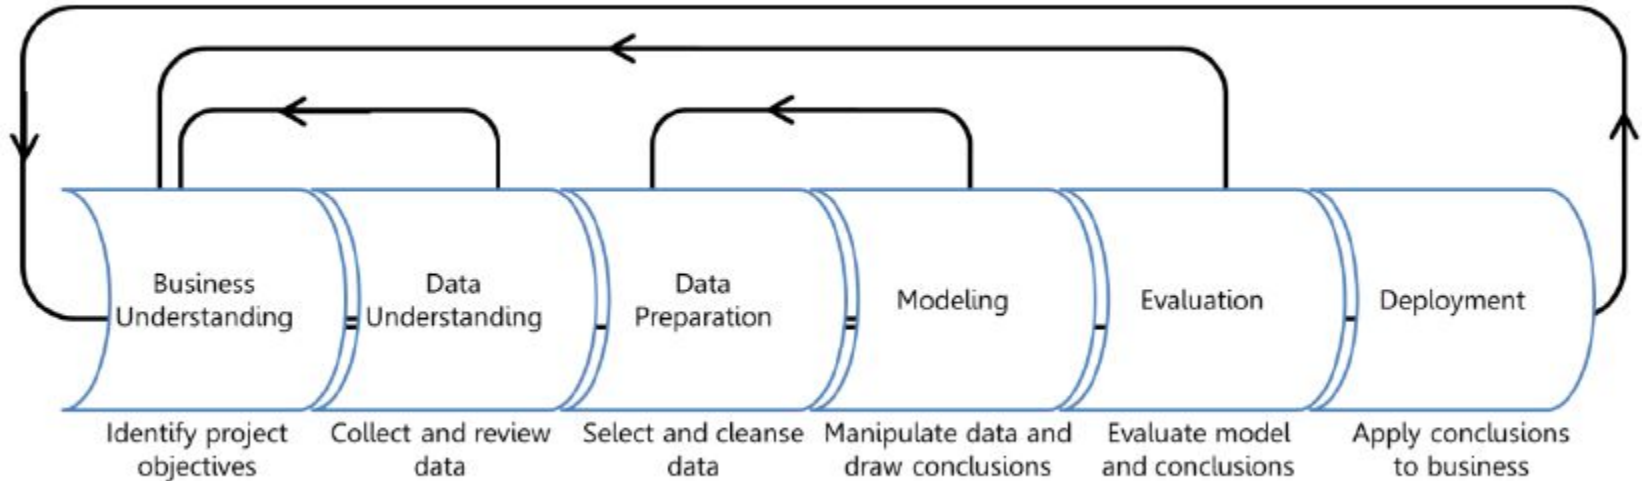 Business
Understanding
Data
Understanding
Data
Preparation
Modeling
Evaluation
Deployment
Identify project
objectives
Collect and review
data
Select and cleanse
data
Manipulate data and
draw conclusions
Evaluate model
and conclusions
Apply conclusions
to business